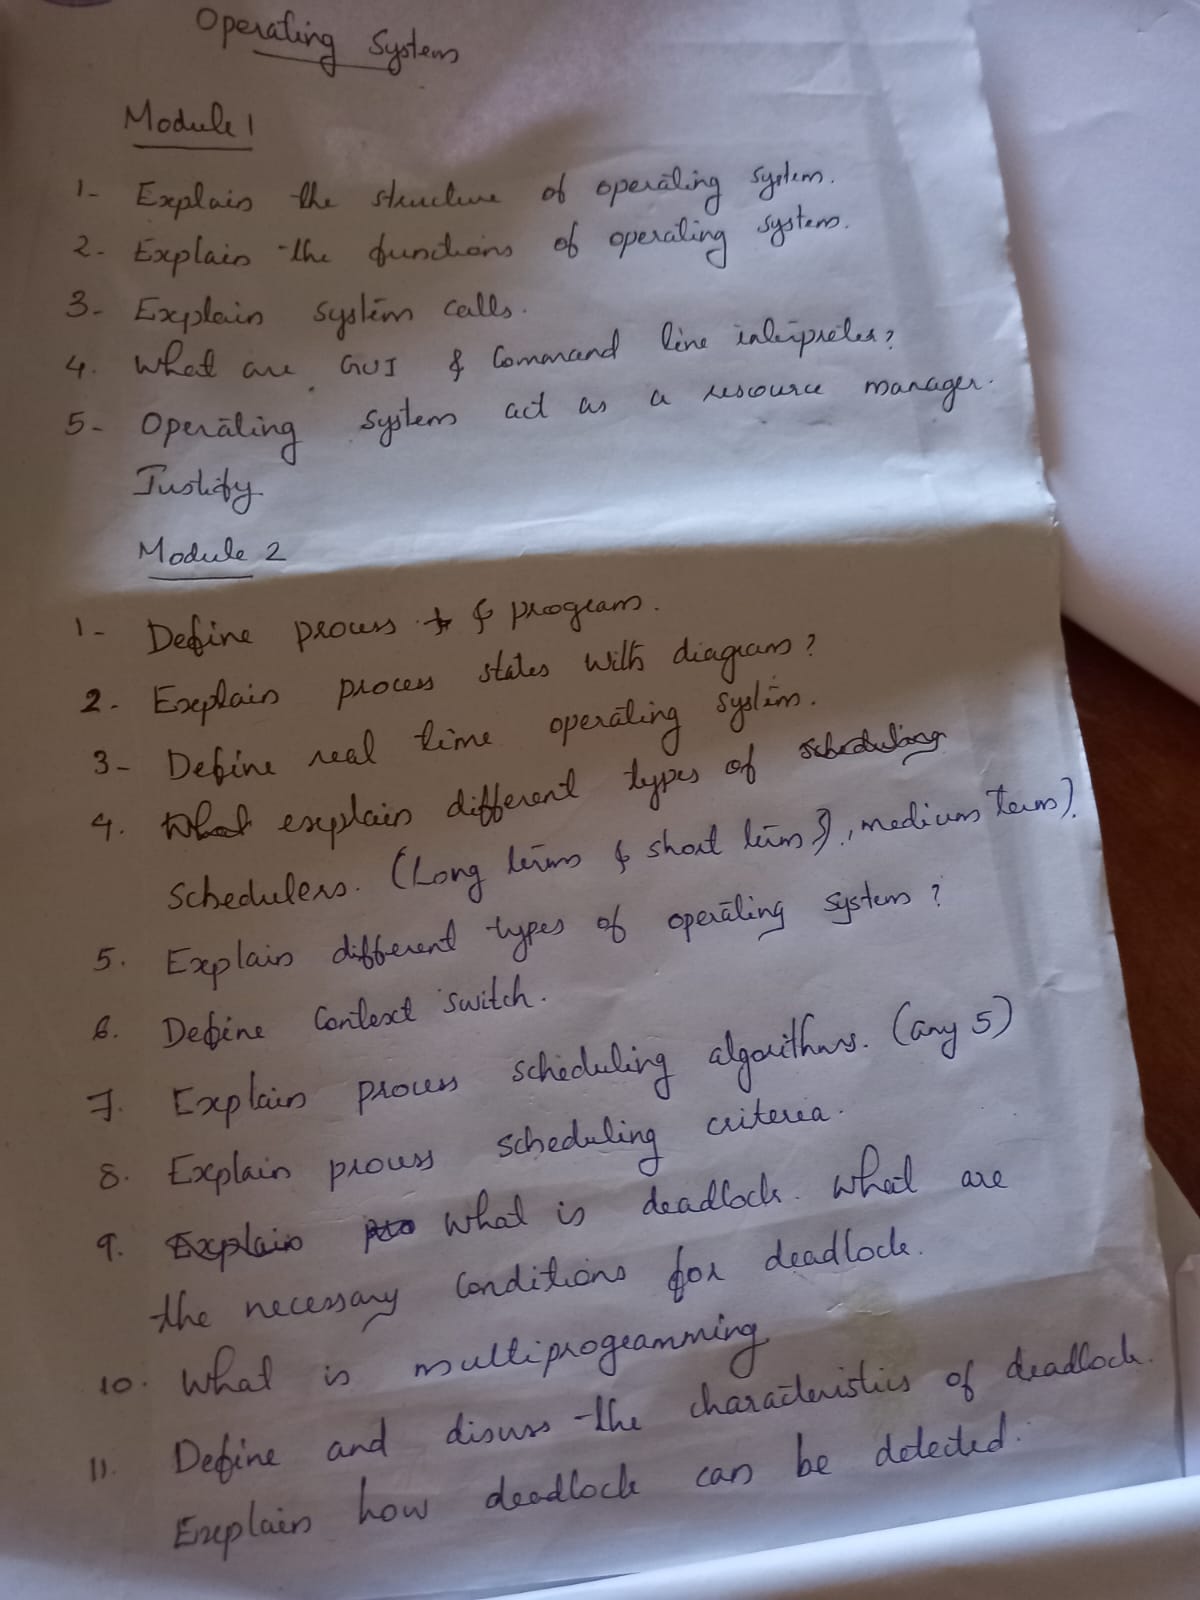 Operating System
Module 1
1- Explain the structure of operating system.
2- Explain the functions of operating system.
3- Explain system calls.
4. What are GUI & Command line interpreter?
5- Operating system act as a resource manager.
Justify.
Module 2
1- Define process & program.
2. Explain process states with diagram?
3- Define real time operating system.
4. What explain different types of scheduling
schedulers. (Long term & short term), medium term).
5. Explain different types of operating system?
6. Define Context switch.
7. Explain process scheduling algorithms. (any 5)
8. Explain process scheduling criteria.
9. Explain pro What is deadlock. What are
the necessary conditions for deadlock.
10. What is multiprogramming
11. Define and discuss the characteristics of deadlock.
Explain how deadlock can be detected.